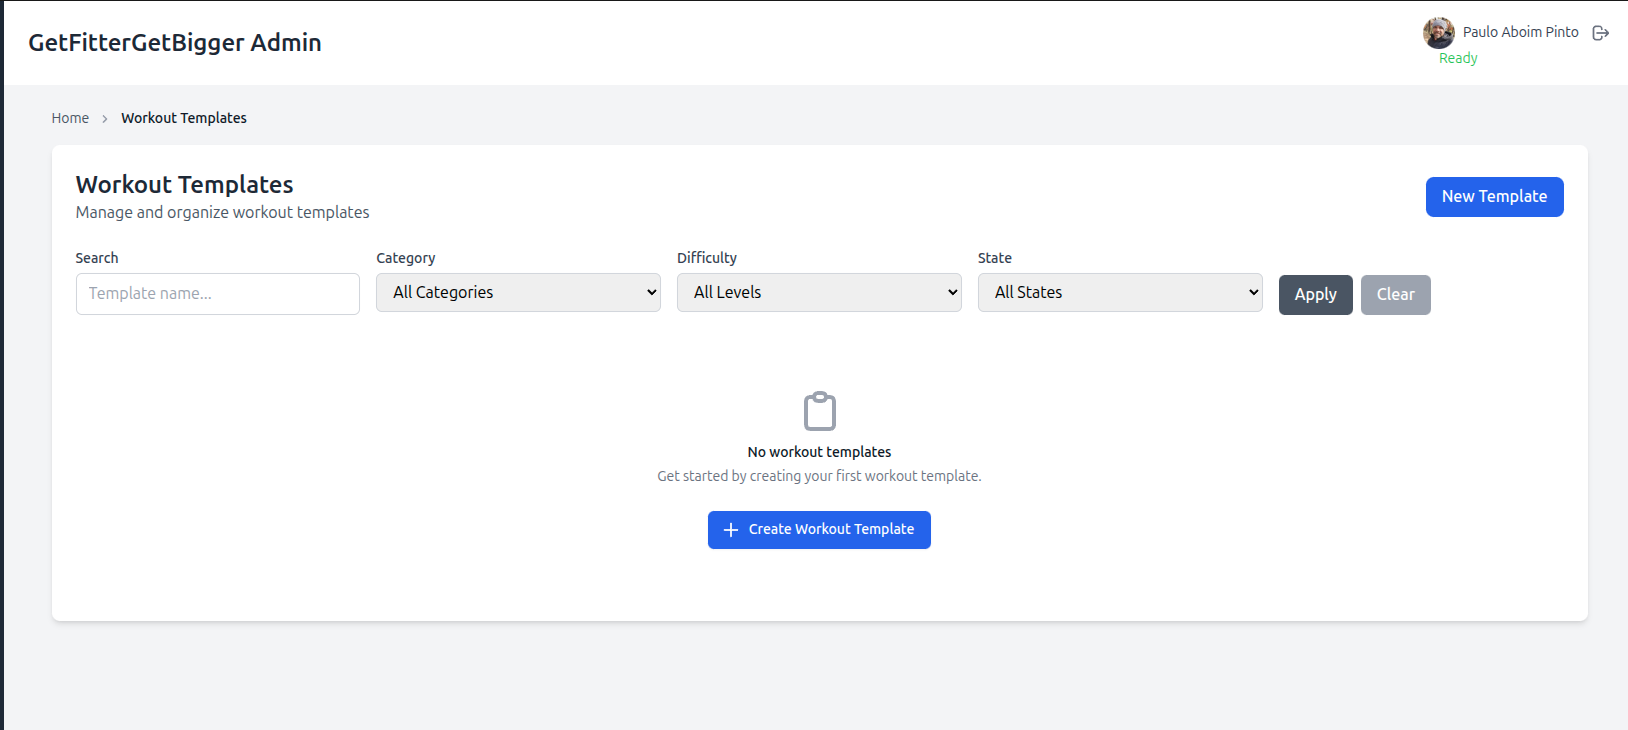 GetFitterGetBigger Admin
Paulo Aboim Pinto
Ready
Home > Workout Templates
Workout Templates
Manage and organize workout templates
New Template
Search Category Difficulty State
Template name... All Categories All Levels All States Apply Clear
No workout templates
Get started by creating your first workout template.
+ Create Workout Template